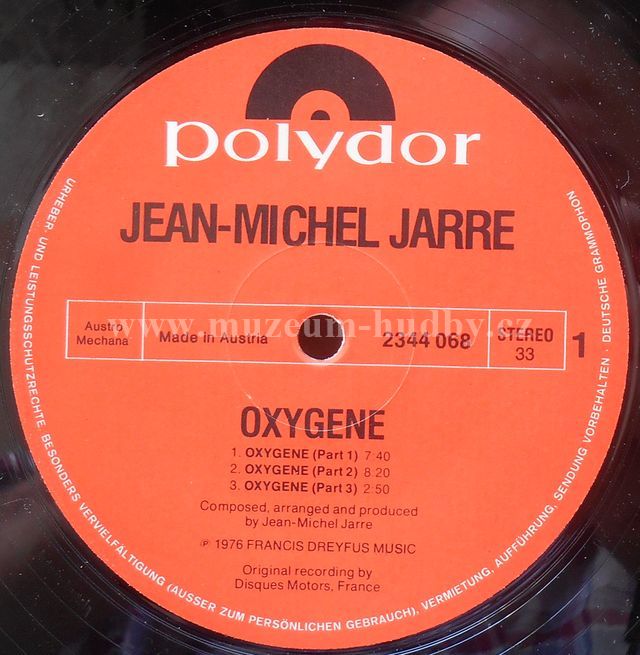 polydor
JEAN-MICHEL JARRE
Austro
Mechana
Made in Austria
2344 068
STEREO
33
1
www.muzeum-hudby.cz
OXYGENE
1. OXYGENE (Part 1) 7:40
2. OXYGENE (Part 2) 8:20
3. OXYGENE (Part 3) 2:50
Composed, arranged and produced
by Jean-Michel Jarre
℗ 1976 FRANCIS DREYFUS MUSIC
Original recording by
Disques Motors, France
URHEBER- UND LEISTUNGSSCHUTZRECHTE, BESONDERS VERVIELFÄLTIGUNG (AUSSER ZUM PERSÖNLICHEN GEBRAUCH), VERMIETUNG, AUFFÜHRUNG, SENDUNG VORBEHALTEN · DEUTSCHE GRAMMOPHON